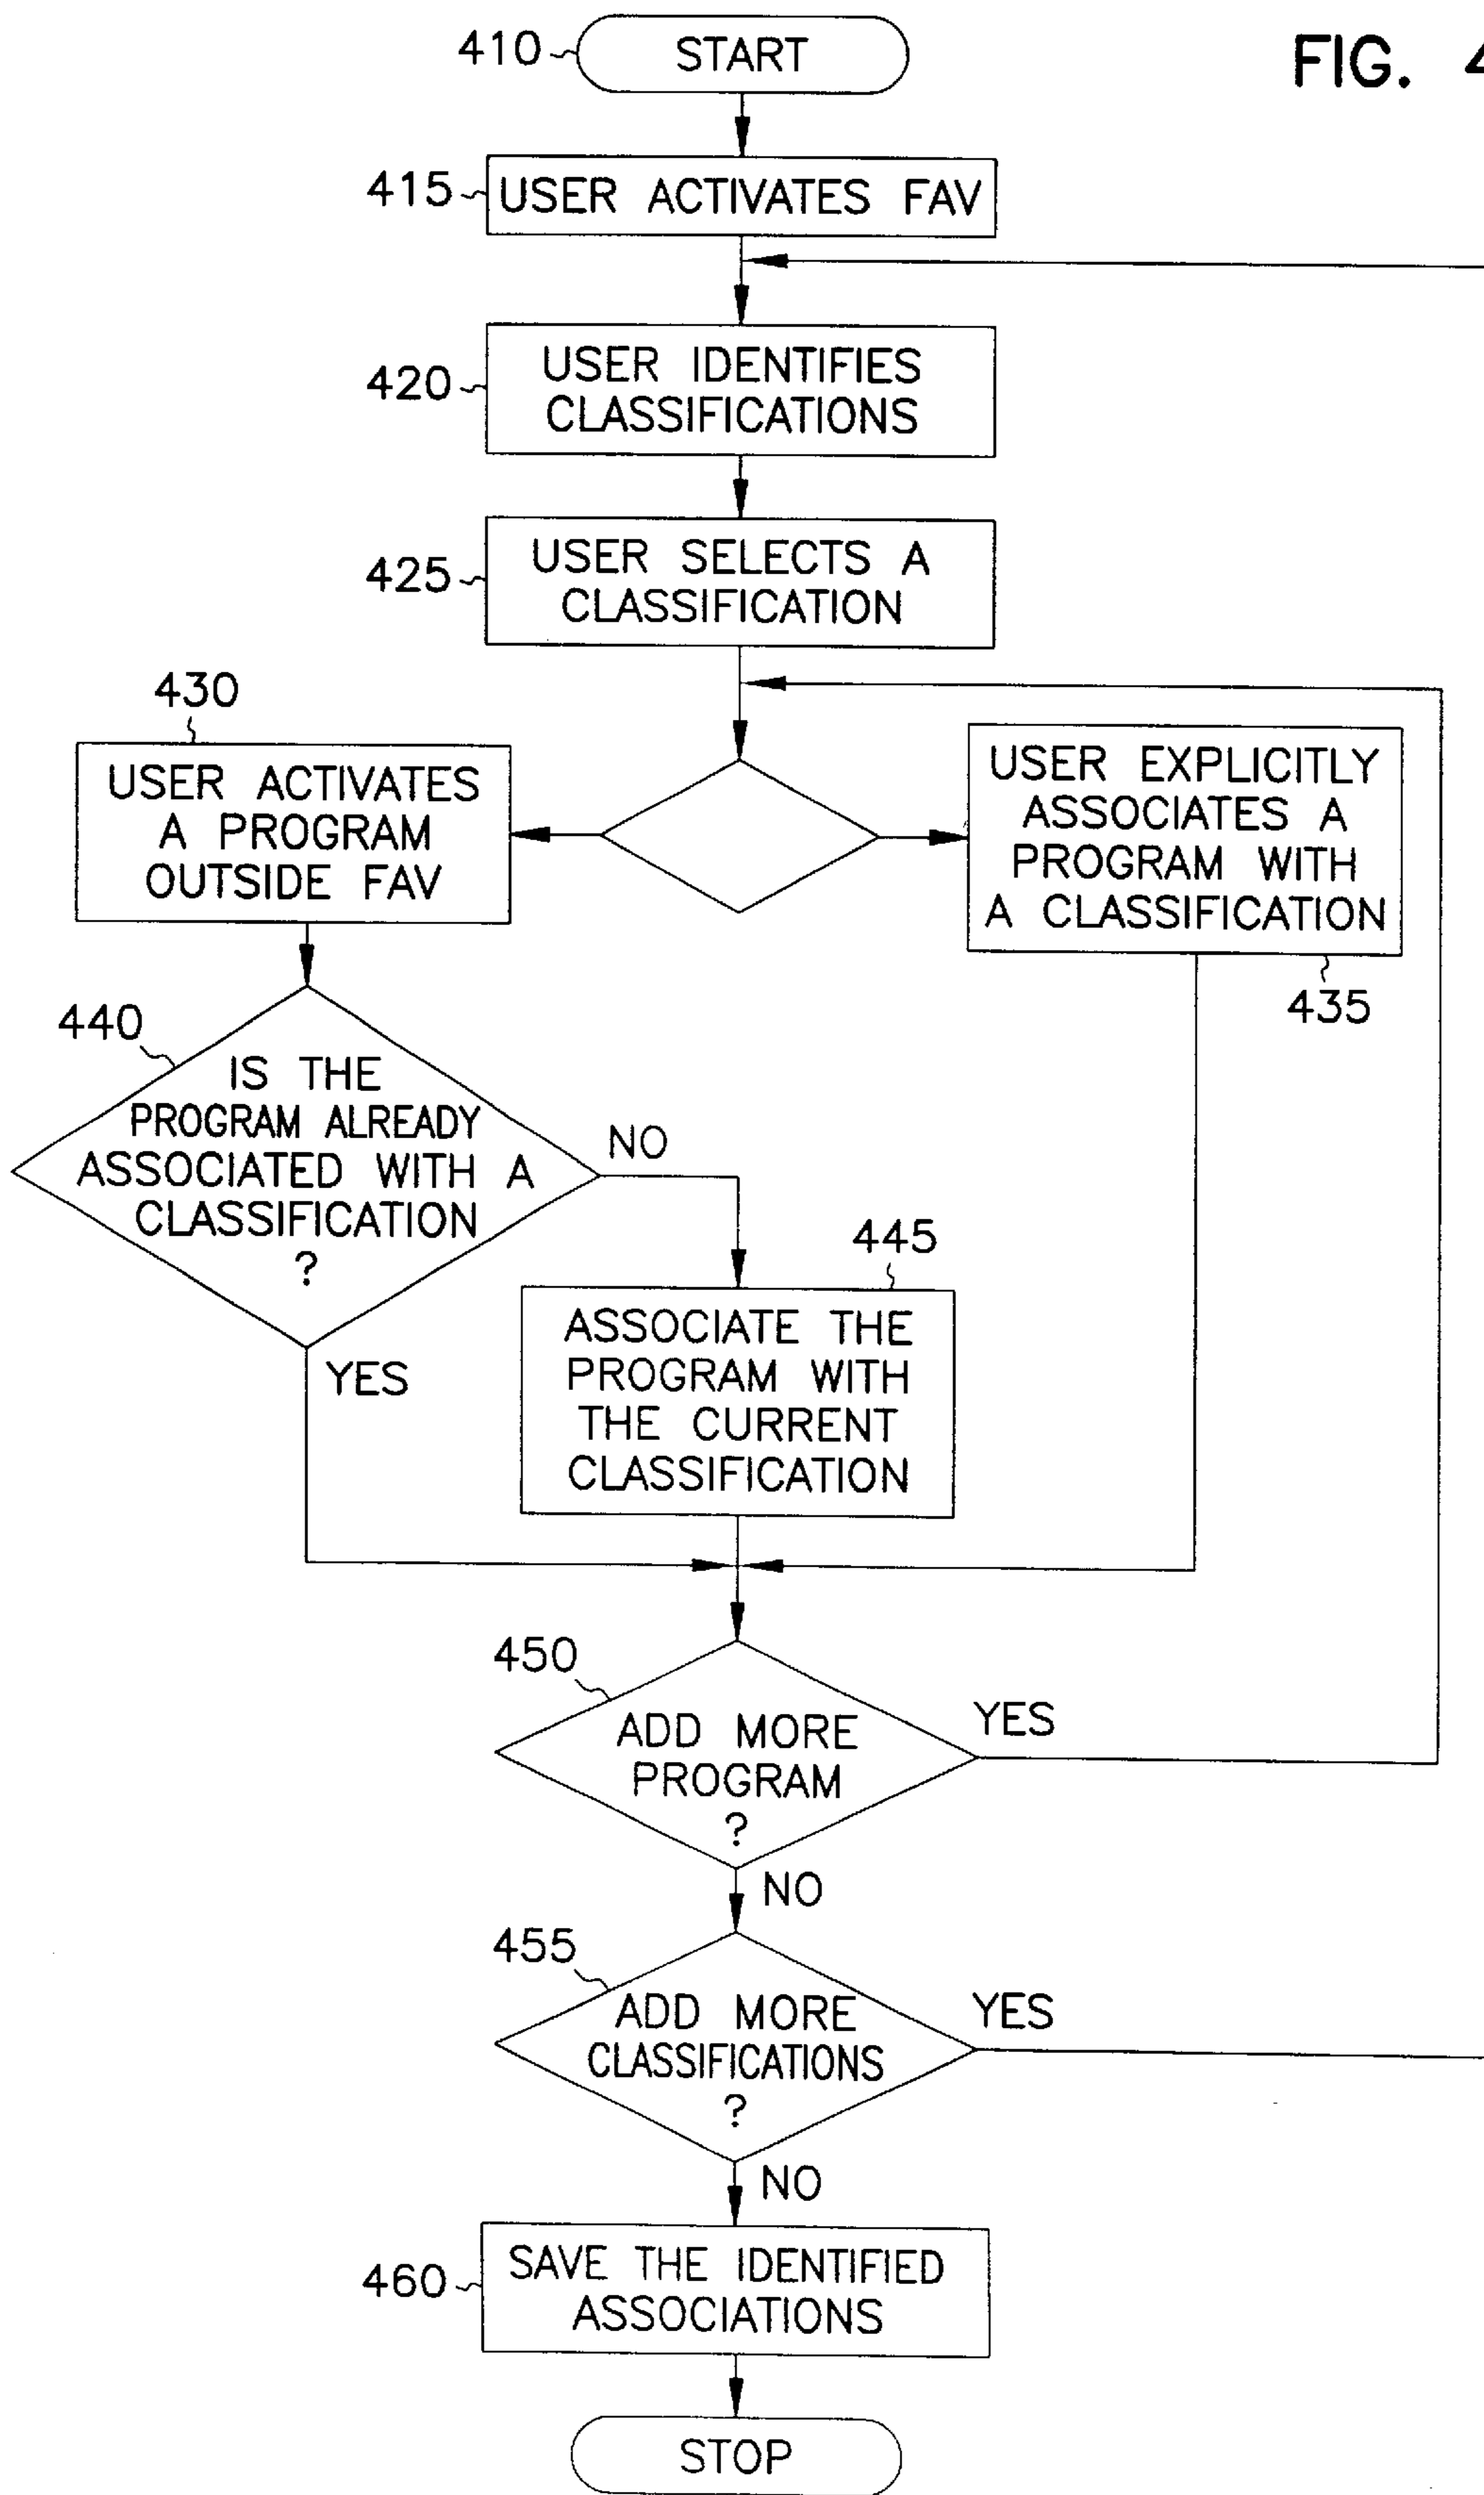 410
START
FIG. 4
415
USER ACTIVATES FAV
420
USER IDENTIFIES
CLASSIFICATIONS
425
USER SELECTS A
CLASSIFICATION
430
USER ACTIVATES
A PROGRAM
OUTSIDE FAV
USER EXPLICITLY
ASSOCIATES A
PROGRAM WITH
A CLASSIFICATION
435
440
IS THE
PROGRAM ALREADY
ASSOCIATED WITH A
CLASSIFICATION
?
NO
YES
445
ASSOCIATE THE
PROGRAM WITH
THE CURRENT
CLASSIFICATION
450
ADD MORE
PROGRAM
?
YES
NO
455
ADD MORE
CLASSIFICATIONS
?
YES
NO
460
SAVE THE IDENTIFIED
ASSOCIATIONS
STOP